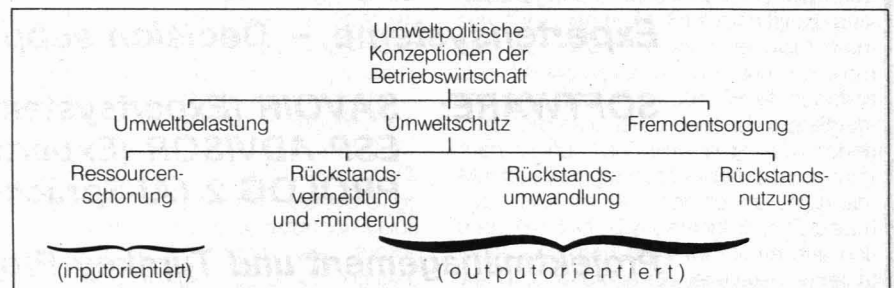 Umweltpolitische
Konzeptionen der
Betriebswirtschaft
Umweltbelastung Umweltschutz Fremdentsorgung
Ressourcen-
schonung
Rückstands-
vermeidung
und -minderung
Rückstands-
umwandlung
Rückstands-
nutzung
(inputorientiert) (outputorientiert)